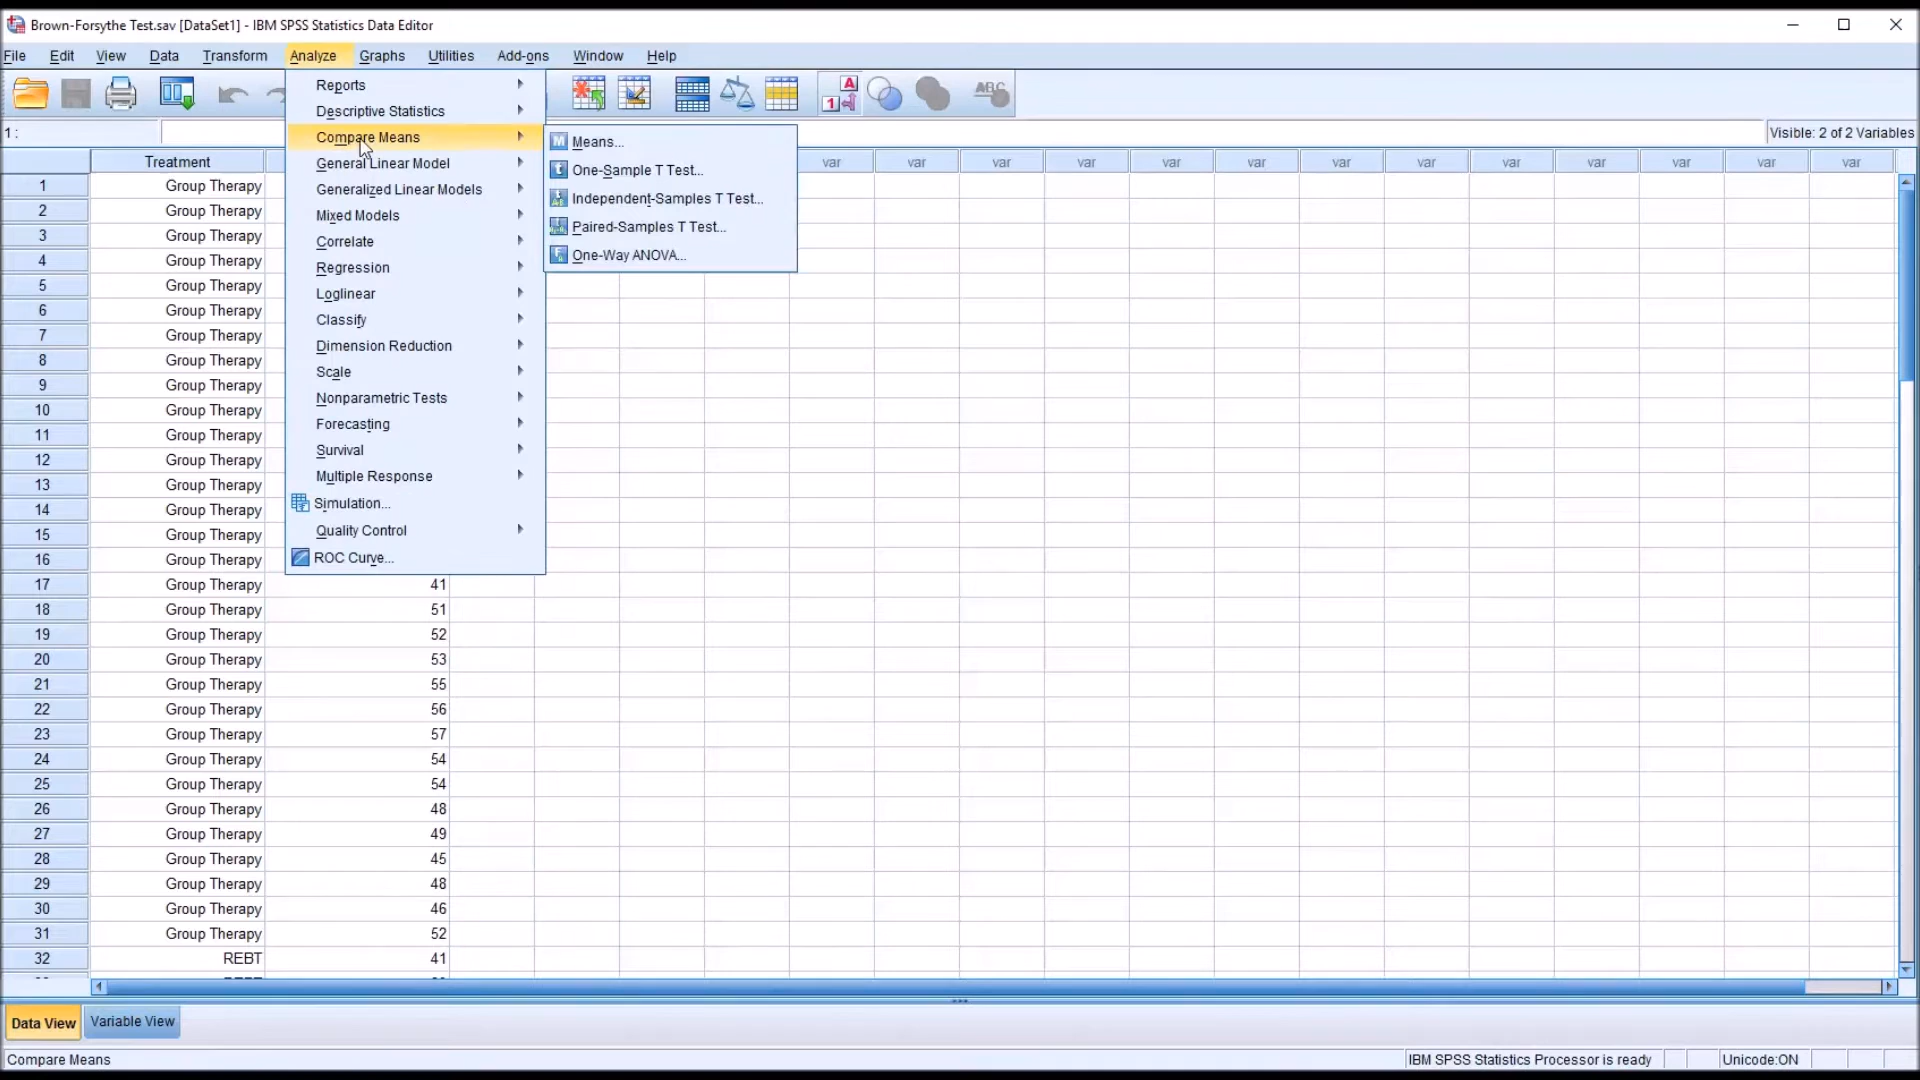 Brown-Forsythe Test.sav [DataSet1] - IBM SPSS Statistics Data Editor
File Edit View Data Transform Analyze Graphs Utilities Add-ons Window Help
Reports
Descriptive Statistics
Compare Means
General Linear Model
Generalized Linear Models
Mixed Models
Correlate
Regression
Loglinear
Classify
Dimension Reduction
Scale
Nonparametric Tests
Forecasting
Survival
Multiple Response
Simulation...
Quality Control
ROC Curve...
Means...
One-Sample T Test...
Independent-Samples T Test...
Paired-Samples T Test...
One-Way ANOVA...
A
1
ABC
1 :
Visible: 2 of 2 Variables
Treatment var var var var var var var var var var var var var
1 Group Therapy
2 Group Therapy
3 Group Therapy
4 Group Therapy
5 Group Therapy
6 Group Therapy
7 Group Therapy
8 Group Therapy
9 Group Therapy
10 Group Therapy
11 Group Therapy
12 Group Therapy
13 Group Therapy
14 Group Therapy
15 Group Therapy
16 Group Therapy
17 Group Therapy 41
18 Group Therapy 51
19 Group Therapy 52
20 Group Therapy 53
21 Group Therapy 55
22 Group Therapy 56
23 Group Therapy 57
24 Group Therapy 54
25 Group Therapy 54
26 Group Therapy 48
27 Group Therapy 49
28 Group Therapy 45
29 Group Therapy 48
30 Group Therapy 46
31 Group Therapy 52
32 REBT 41
Data View Variable View
Compare Means
IBM SPSS Statistics Processor is ready
Unicode:ON